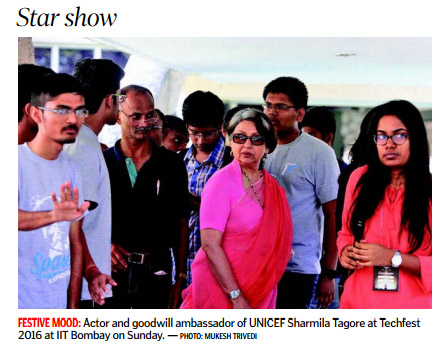 Star show
FESTIVE MOOD: Actor and goodwill ambassador of UNICEF Sharmila Tagore at Techfest
2016 at IIT Bombay on Sunday. — PHOTO: MUKESH TRIVEDI